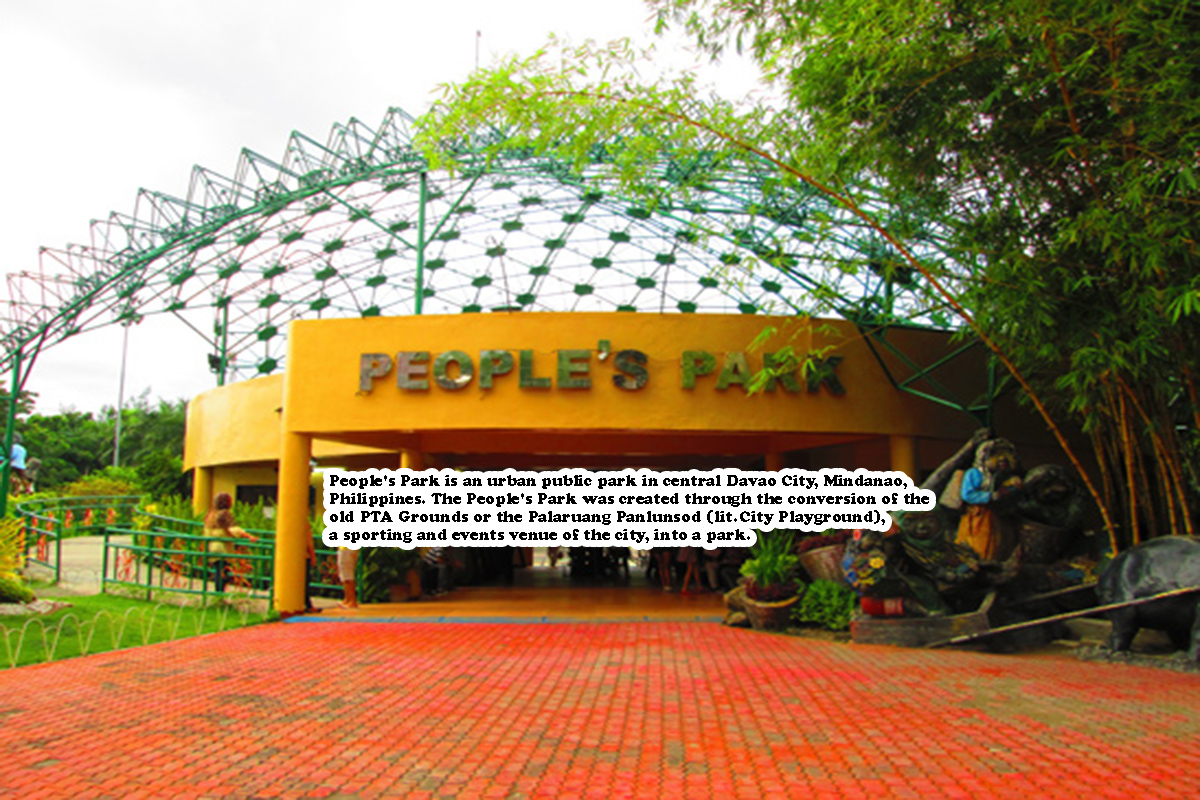 PEOPLE'S PARK
People's Park is an urban public park in central Davao City, Mindanao,
Philippines. The People's Park was created through the conversion of the
old PTA Grounds or the Palaruang Panlunsod (lit.City Playground),
a sporting and events venue of the city, into a park.